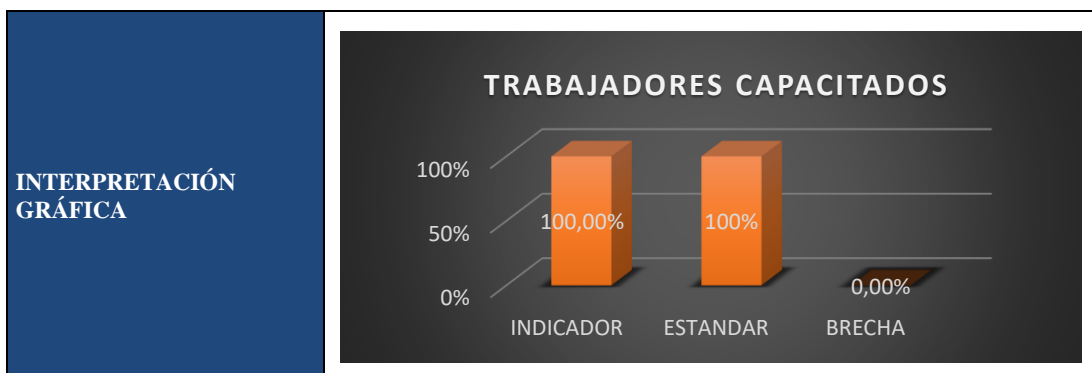 INTERPRETACIÓN
GRÁFICA
TRABAJADORES CAPACITADOS
100%
50%
0%
100,00%
100%
0,00%
INDICADOR
ESTANDAR
BRECHA